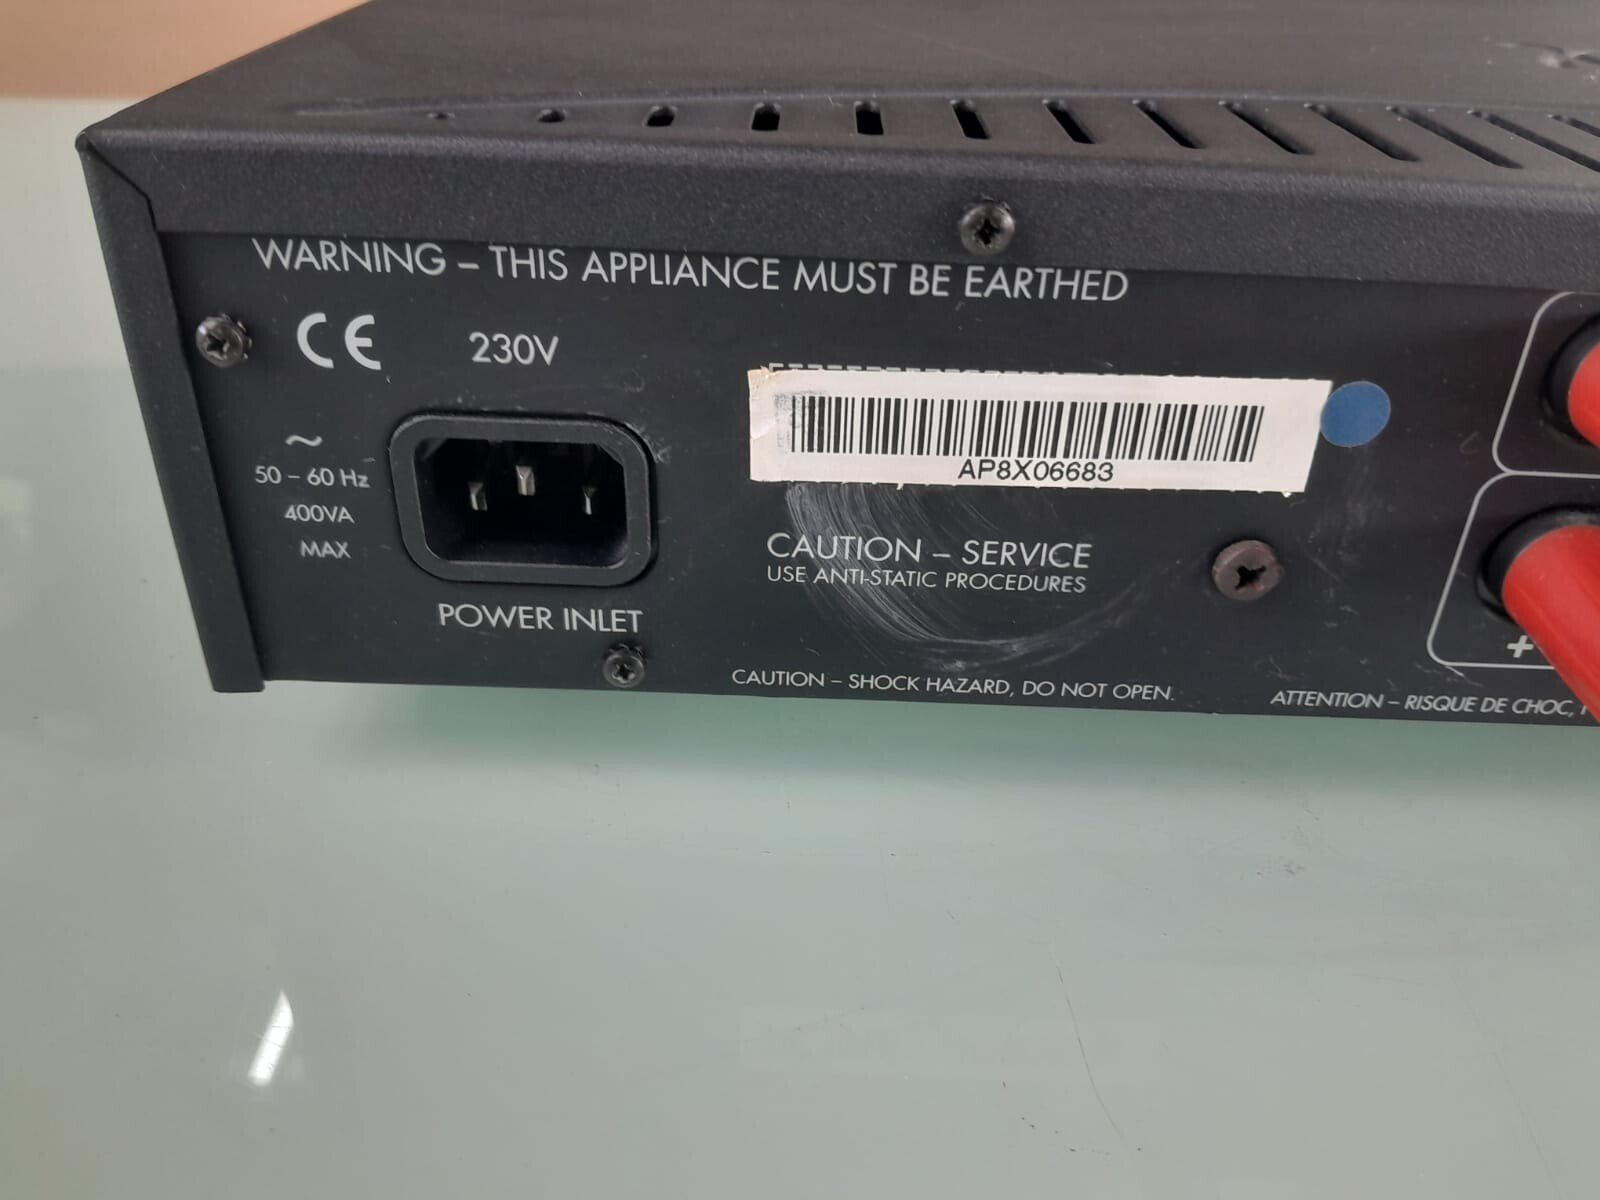 WARNING – THIS APPLIANCE MUST BE EARTHED
CE
230V
~
50 – 60 Hz
400VA
MAX
POWER INLET
AP8X06683
CAUTION – SERVICE
USE ANTI-STATIC PROCEDURES
CAUTION – SHOCK HAZARD, DO NOT OPEN.
ATTENTION – RISQUE DE CHOC,
+